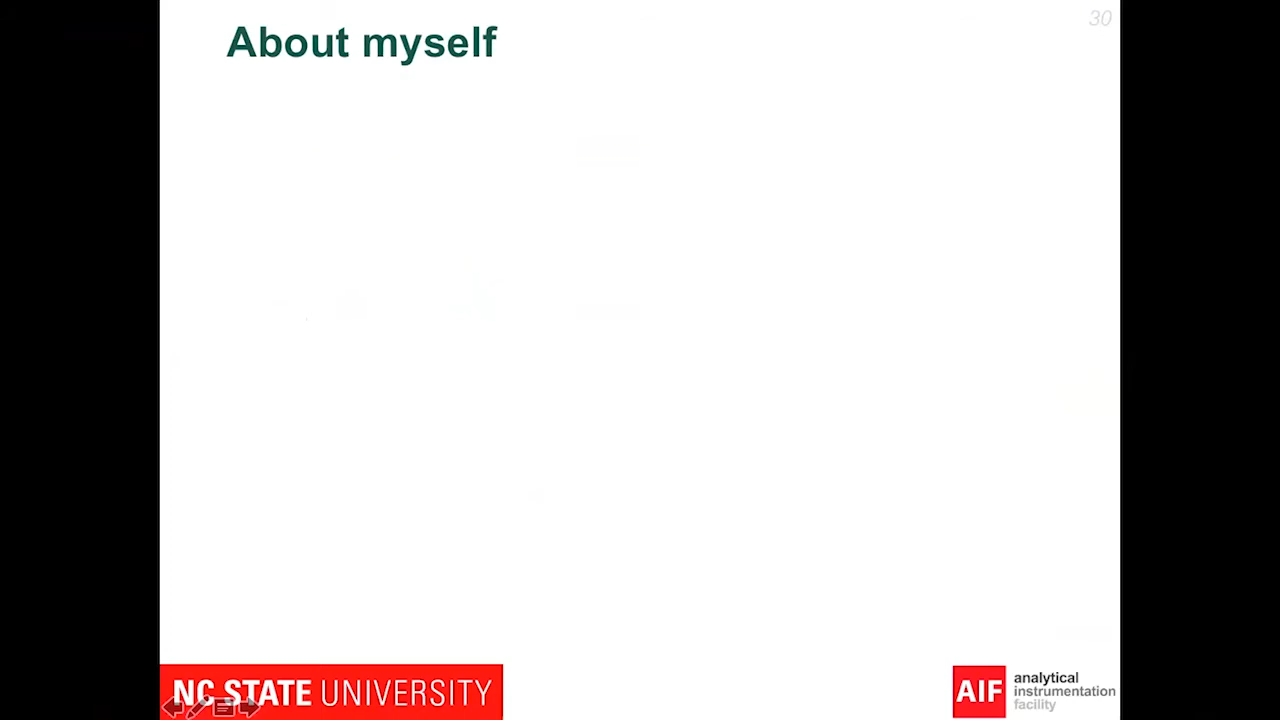 30
About myself
NC STATE UNIVERSITY
AIF
analytical
instrumentation
facility